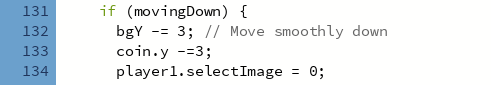 131 if (movingDown) {
132 bgY -= 3; // Move smoothly down
133 coin.y -=3;
134 player1.selectImage = 0;